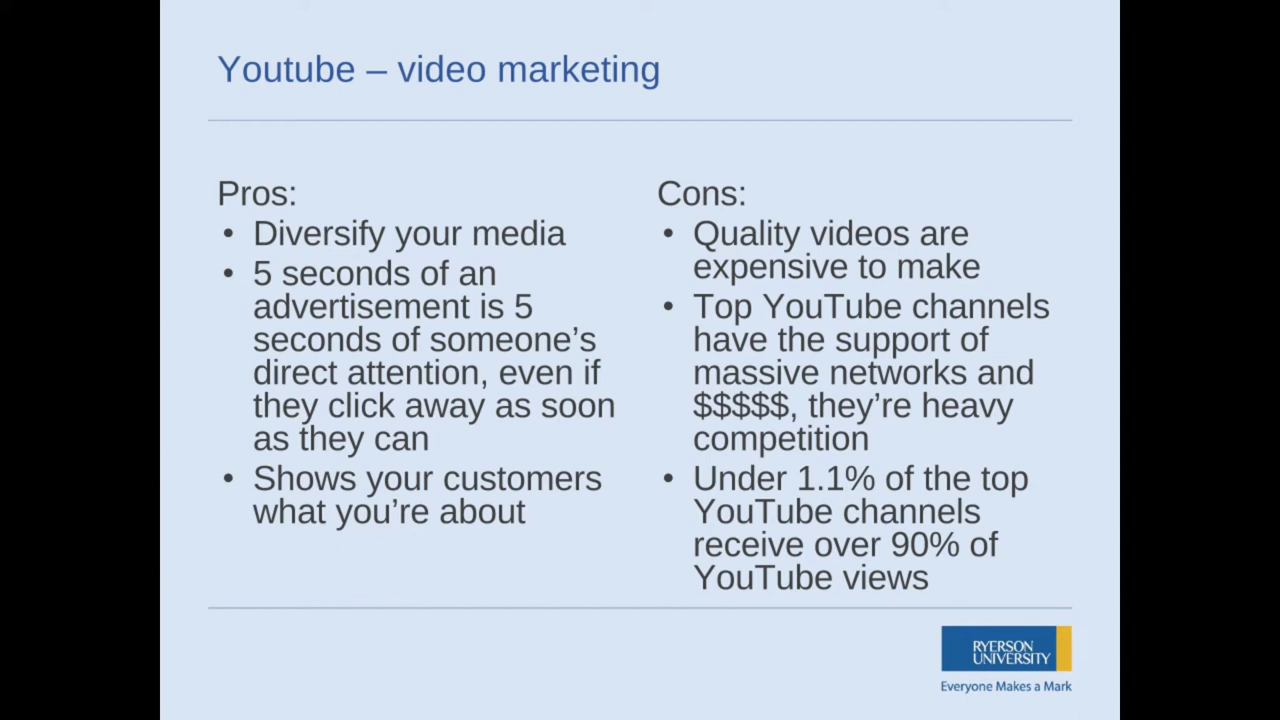 Youtube – video marketing
Pros:
• Diversify your media
• 5 seconds of an
advertisement is 5
seconds of someone’s
direct attention, even if
they click away as soon
as they can
• Shows your customers
what you’re about
Cons:
• Quality videos are
expensive to make
• Top YouTube channels
have the support of
massive networks and
$$$$$, they’re heavy
competition
• Under 1.1% of the top
YouTube channels
receive over 90% of
YouTube views
RYERSON
UNIVERSITY
Everyone Makes a Mark